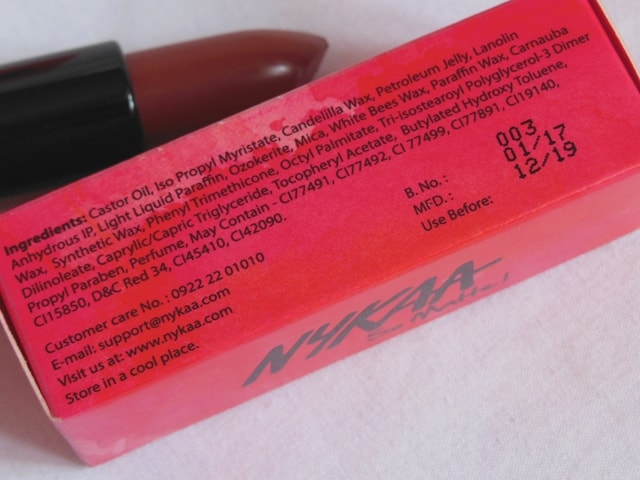 Ingredients: Castor Oil, Iso Propyl Myristate, Candelilla Wax, Petroleum Jelly, Lanolin
Anhydrous IP, Light Liquid Paraffin, Ozokerite, Mica, White Bees Wax, Paraffin Wax, Carnauba
Wax, Synthetic Wax, Phenyl Trimethicone, Octyl Palmitate, Tri-isostearoyl Polyglycerol-3 Dimer
Dilinoleate, Caprylic/Capric Triglyceride. Tocopheryl Acetate, Butylated Hydroxy Toluene,
Propyl Paraben, Perfume, May Contain - CI77491, CI77492, CI 77499, CI77891, CI19140,
CI15850, D&C Red 34, CI45410, CI42090.
Customer care No.: 0922 22 01010
E-mail: support@nykaa.com
Visit us at: www.nykaa.com
Store in a cool place.
B. No.: 003
MFD.: 01/17
Use Before: 12/19
NYKAA
So Matte!